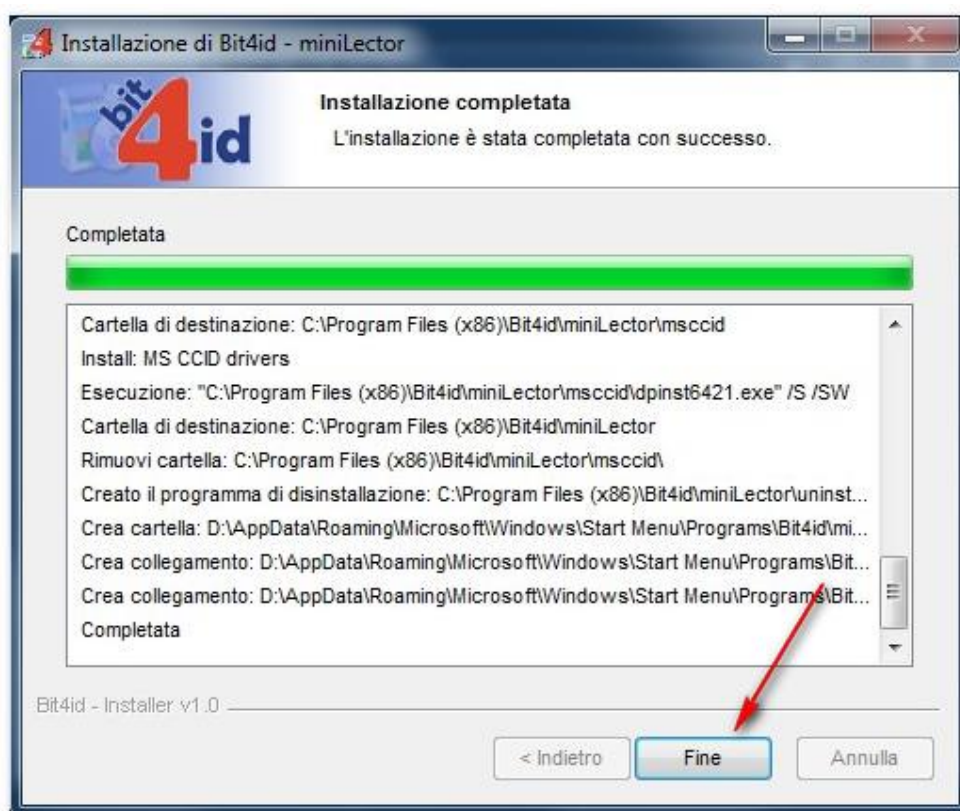 Installazione di Bit4id - miniLector
bit
4id
Installazione completata
L'installazione è stata completata con successo.
Completata
Cartella di destinazione: C:\Program Files (x86)\Bit4id\miniLector\msccid
Install: MS CCID drivers
Esecuzione: "C:\Program Files (x86)\Bit4id\miniLector\msccid\dpinst6421.exe" /S /SW
Cartella di destinazione: C:\Program Files (x86)\Bit4id\miniLector
Rimuovi cartella: C:\Program Files (x86)\Bit4id\miniLector\msccid\
Creato il programma di disinstallazione: C:\Program Files (x86)\Bit4id\miniLector\uninst...
Crea cartella: D:\AppData\Roaming\Microsoft\Windows\Start Menu\Programs\Bit4id\mi...
Crea collegamento: D:\AppData\Roaming\Microsoft\Windows\Start Menu\Programs\Bit...
Crea collegamento: D:\AppData\Roaming\Microsoft\Windows\Start Menu\Programs\Bit...
Completata
Bit4id - Installer v1.0
< Indietro
Fine
Annulla